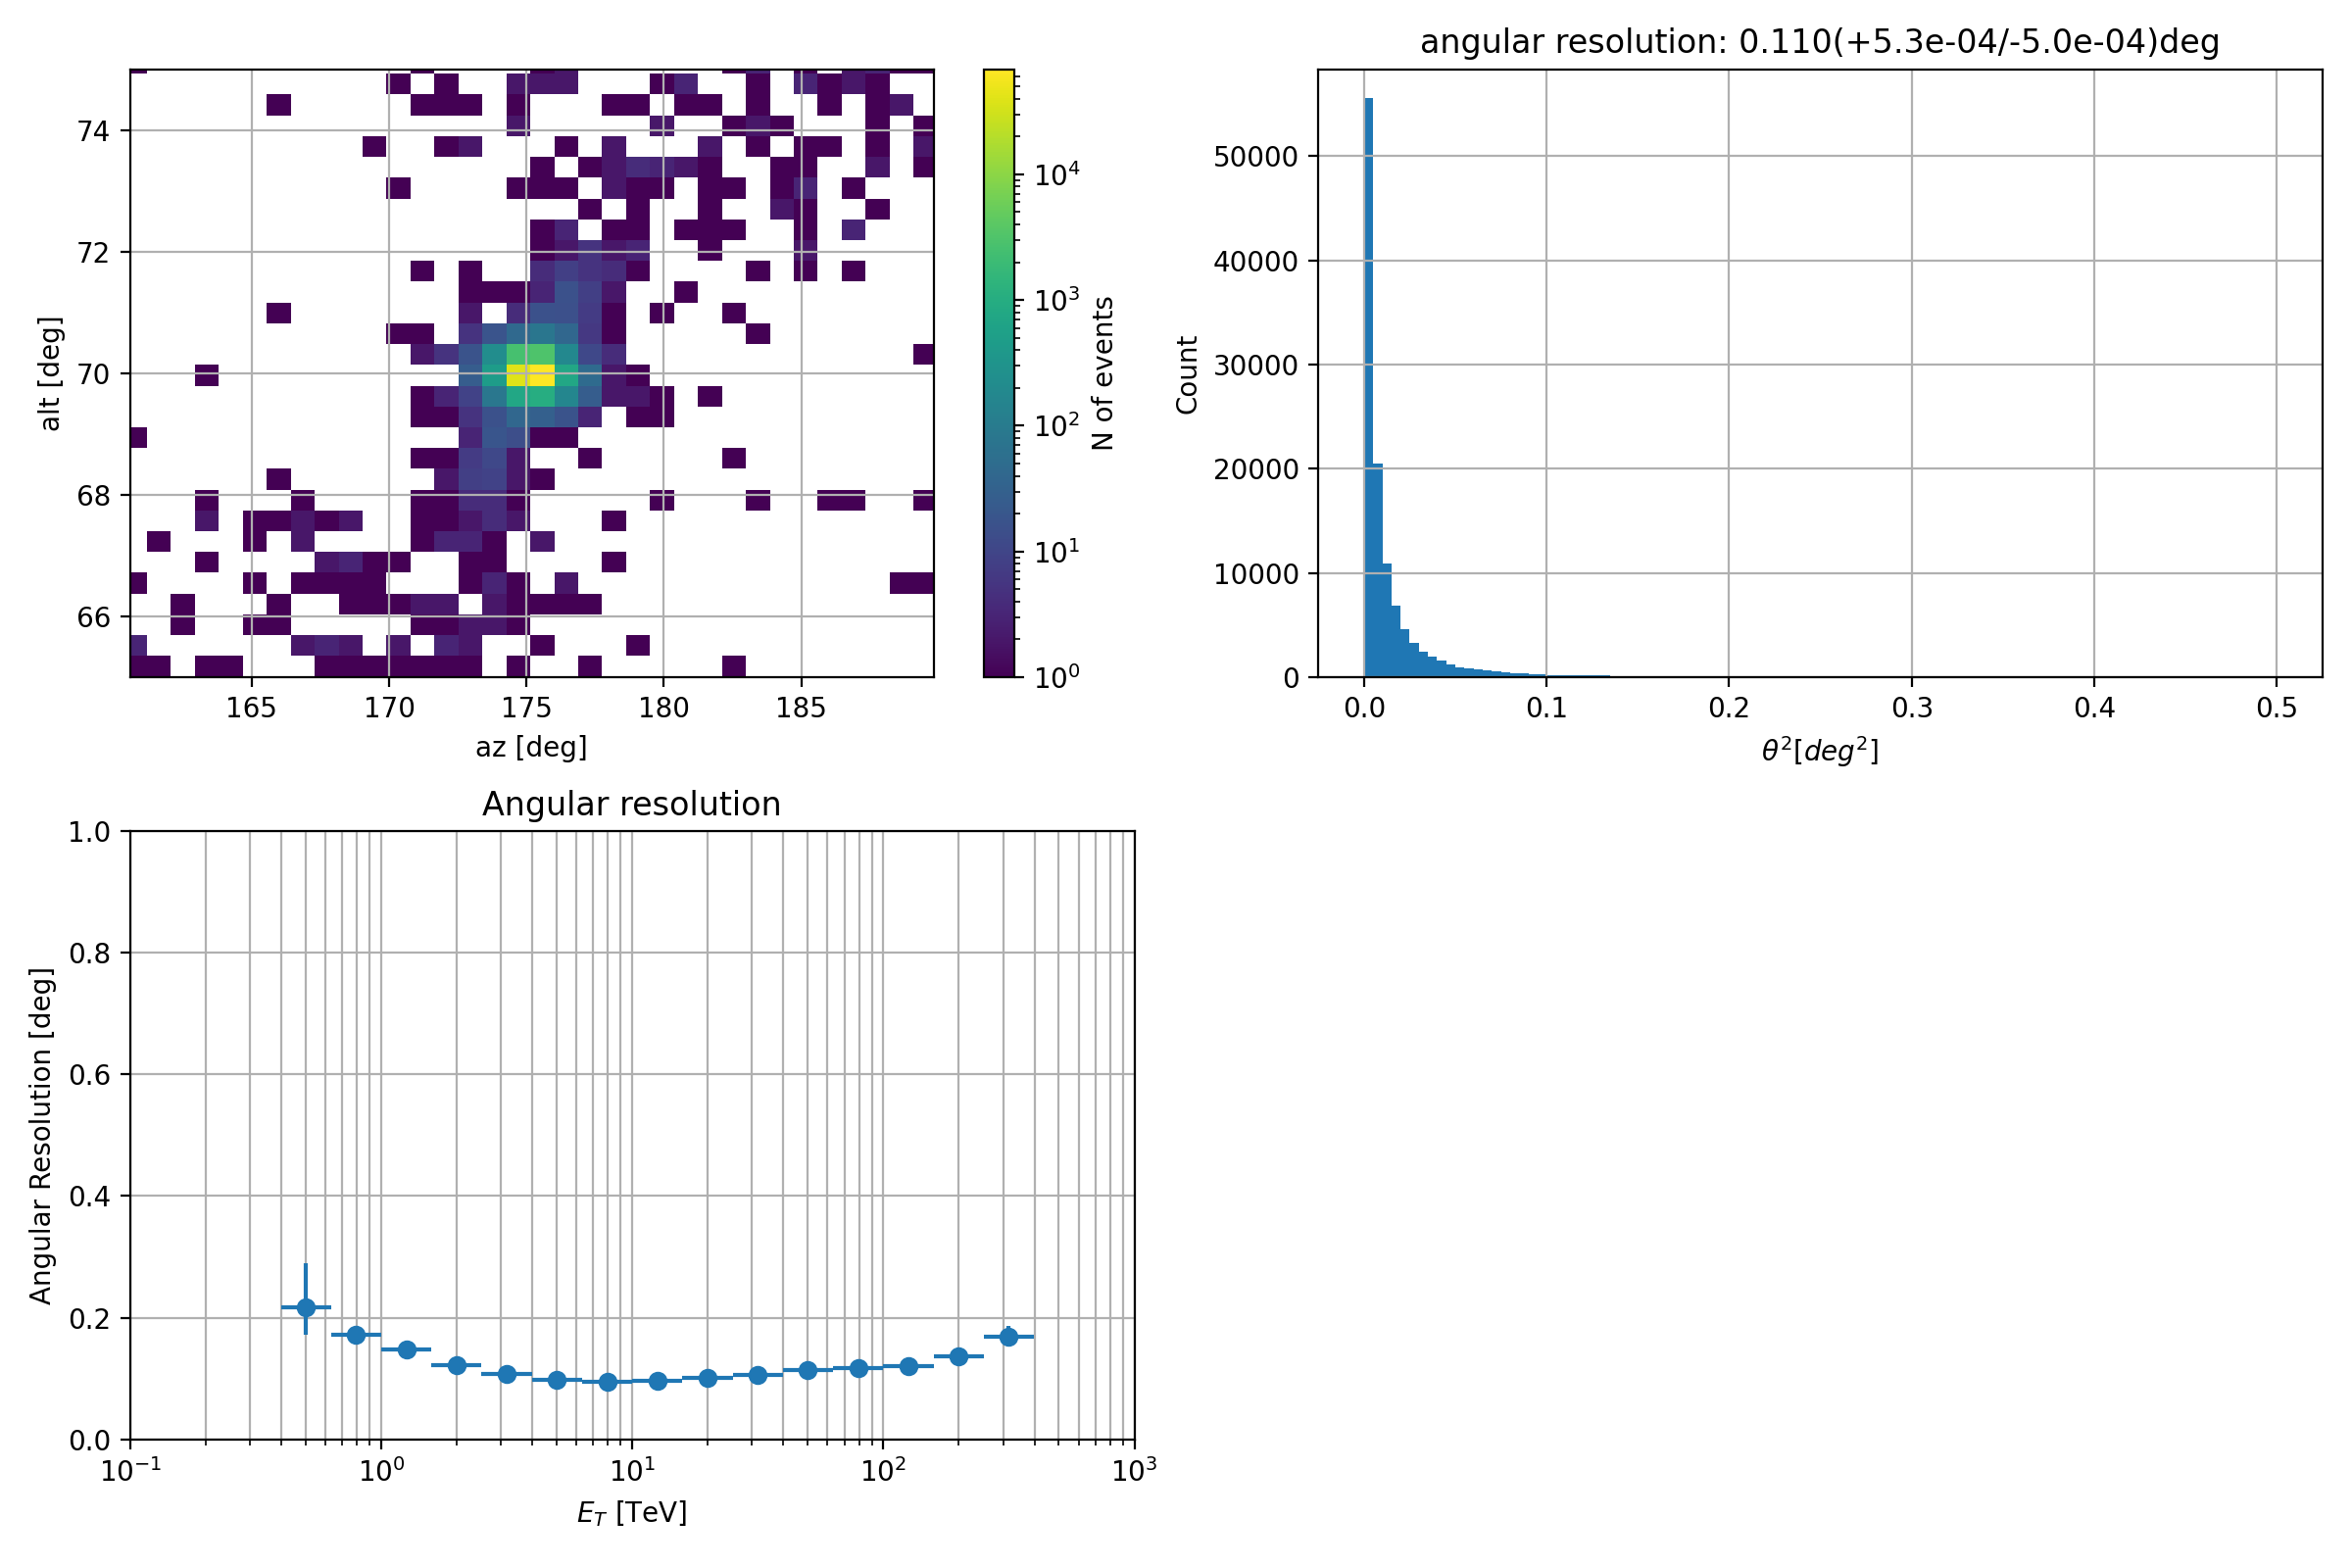 74
72
70
68
66
alt [deg]
165 170 175 180 185
az [deg]
10^4
10^3
10^2
10^1
10^0
N of events
angular resolution: 0.110(+5.3e-04/-5.0e-04)deg
50000
40000
30000
20000
10000
0
Count
0.0 0.1 0.2 0.3 0.4 0.5
θ^2[deg^2]
Angular resolution
1.0
0.8
0.6
0.4
0.2
0.0
Angular Resolution [deg]
10^-1 10^0 10^1 10^2 10^3
E_T [TeV]